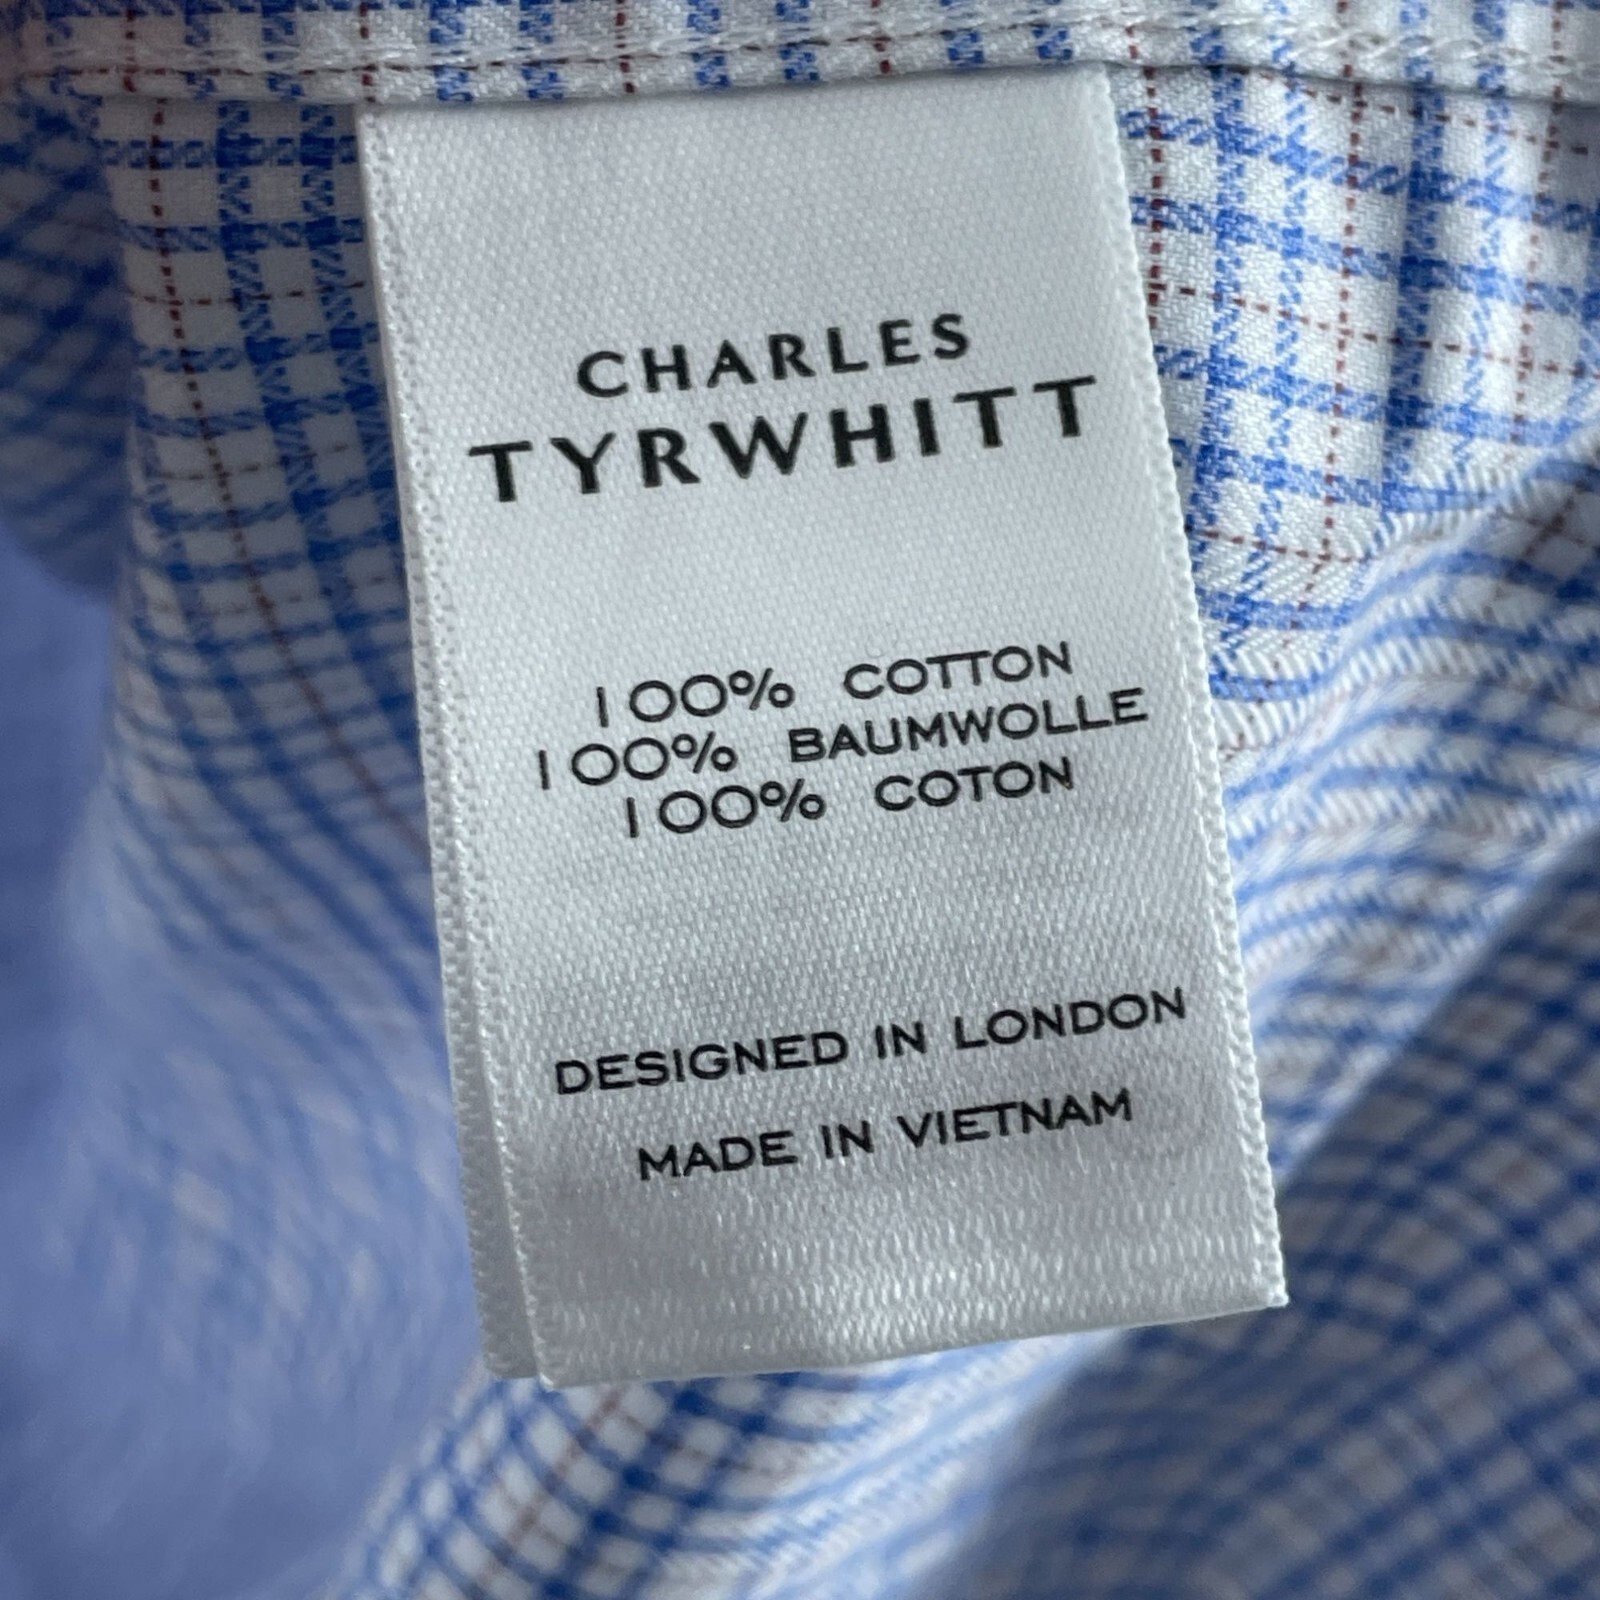 CHARLES
TYRWHITT
100% COTTON
100% BAUMWOLLE
100% COTON
DESIGNED IN LONDON
MADE IN VIETNAM